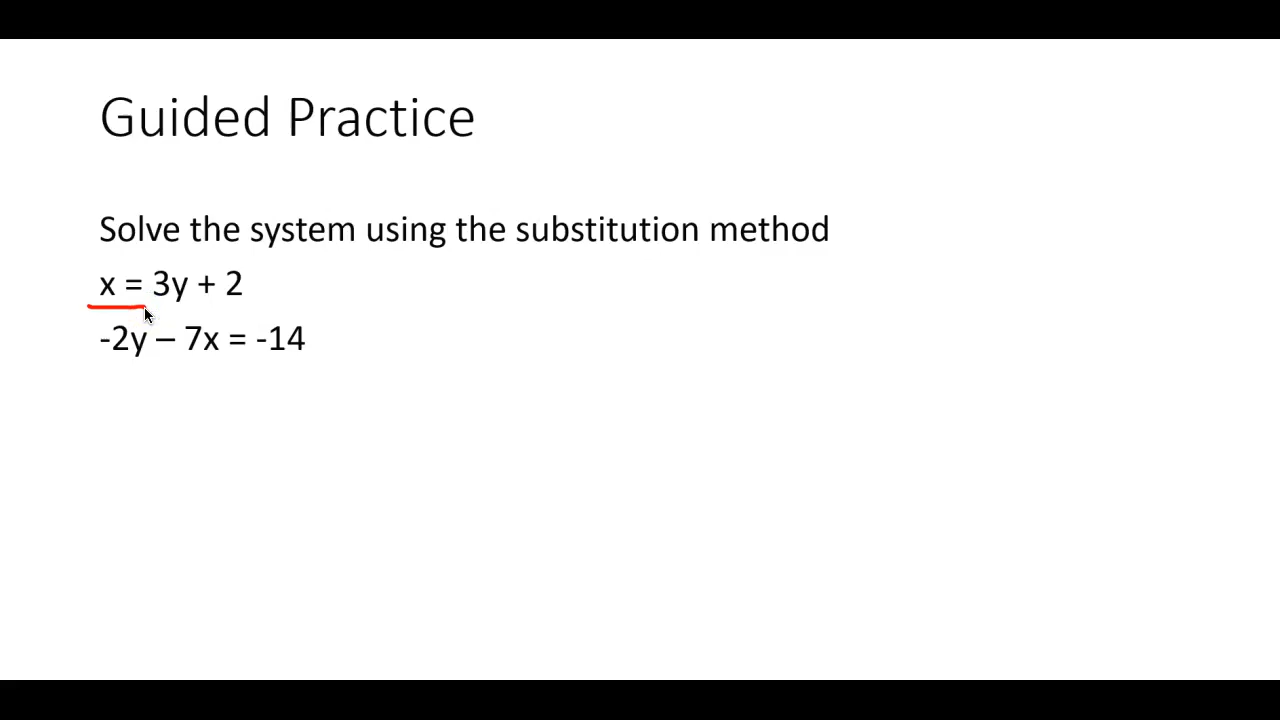 Guided Practice
Solve the system using the substitution method
x = 3y + 2
-2y – 7x = -14